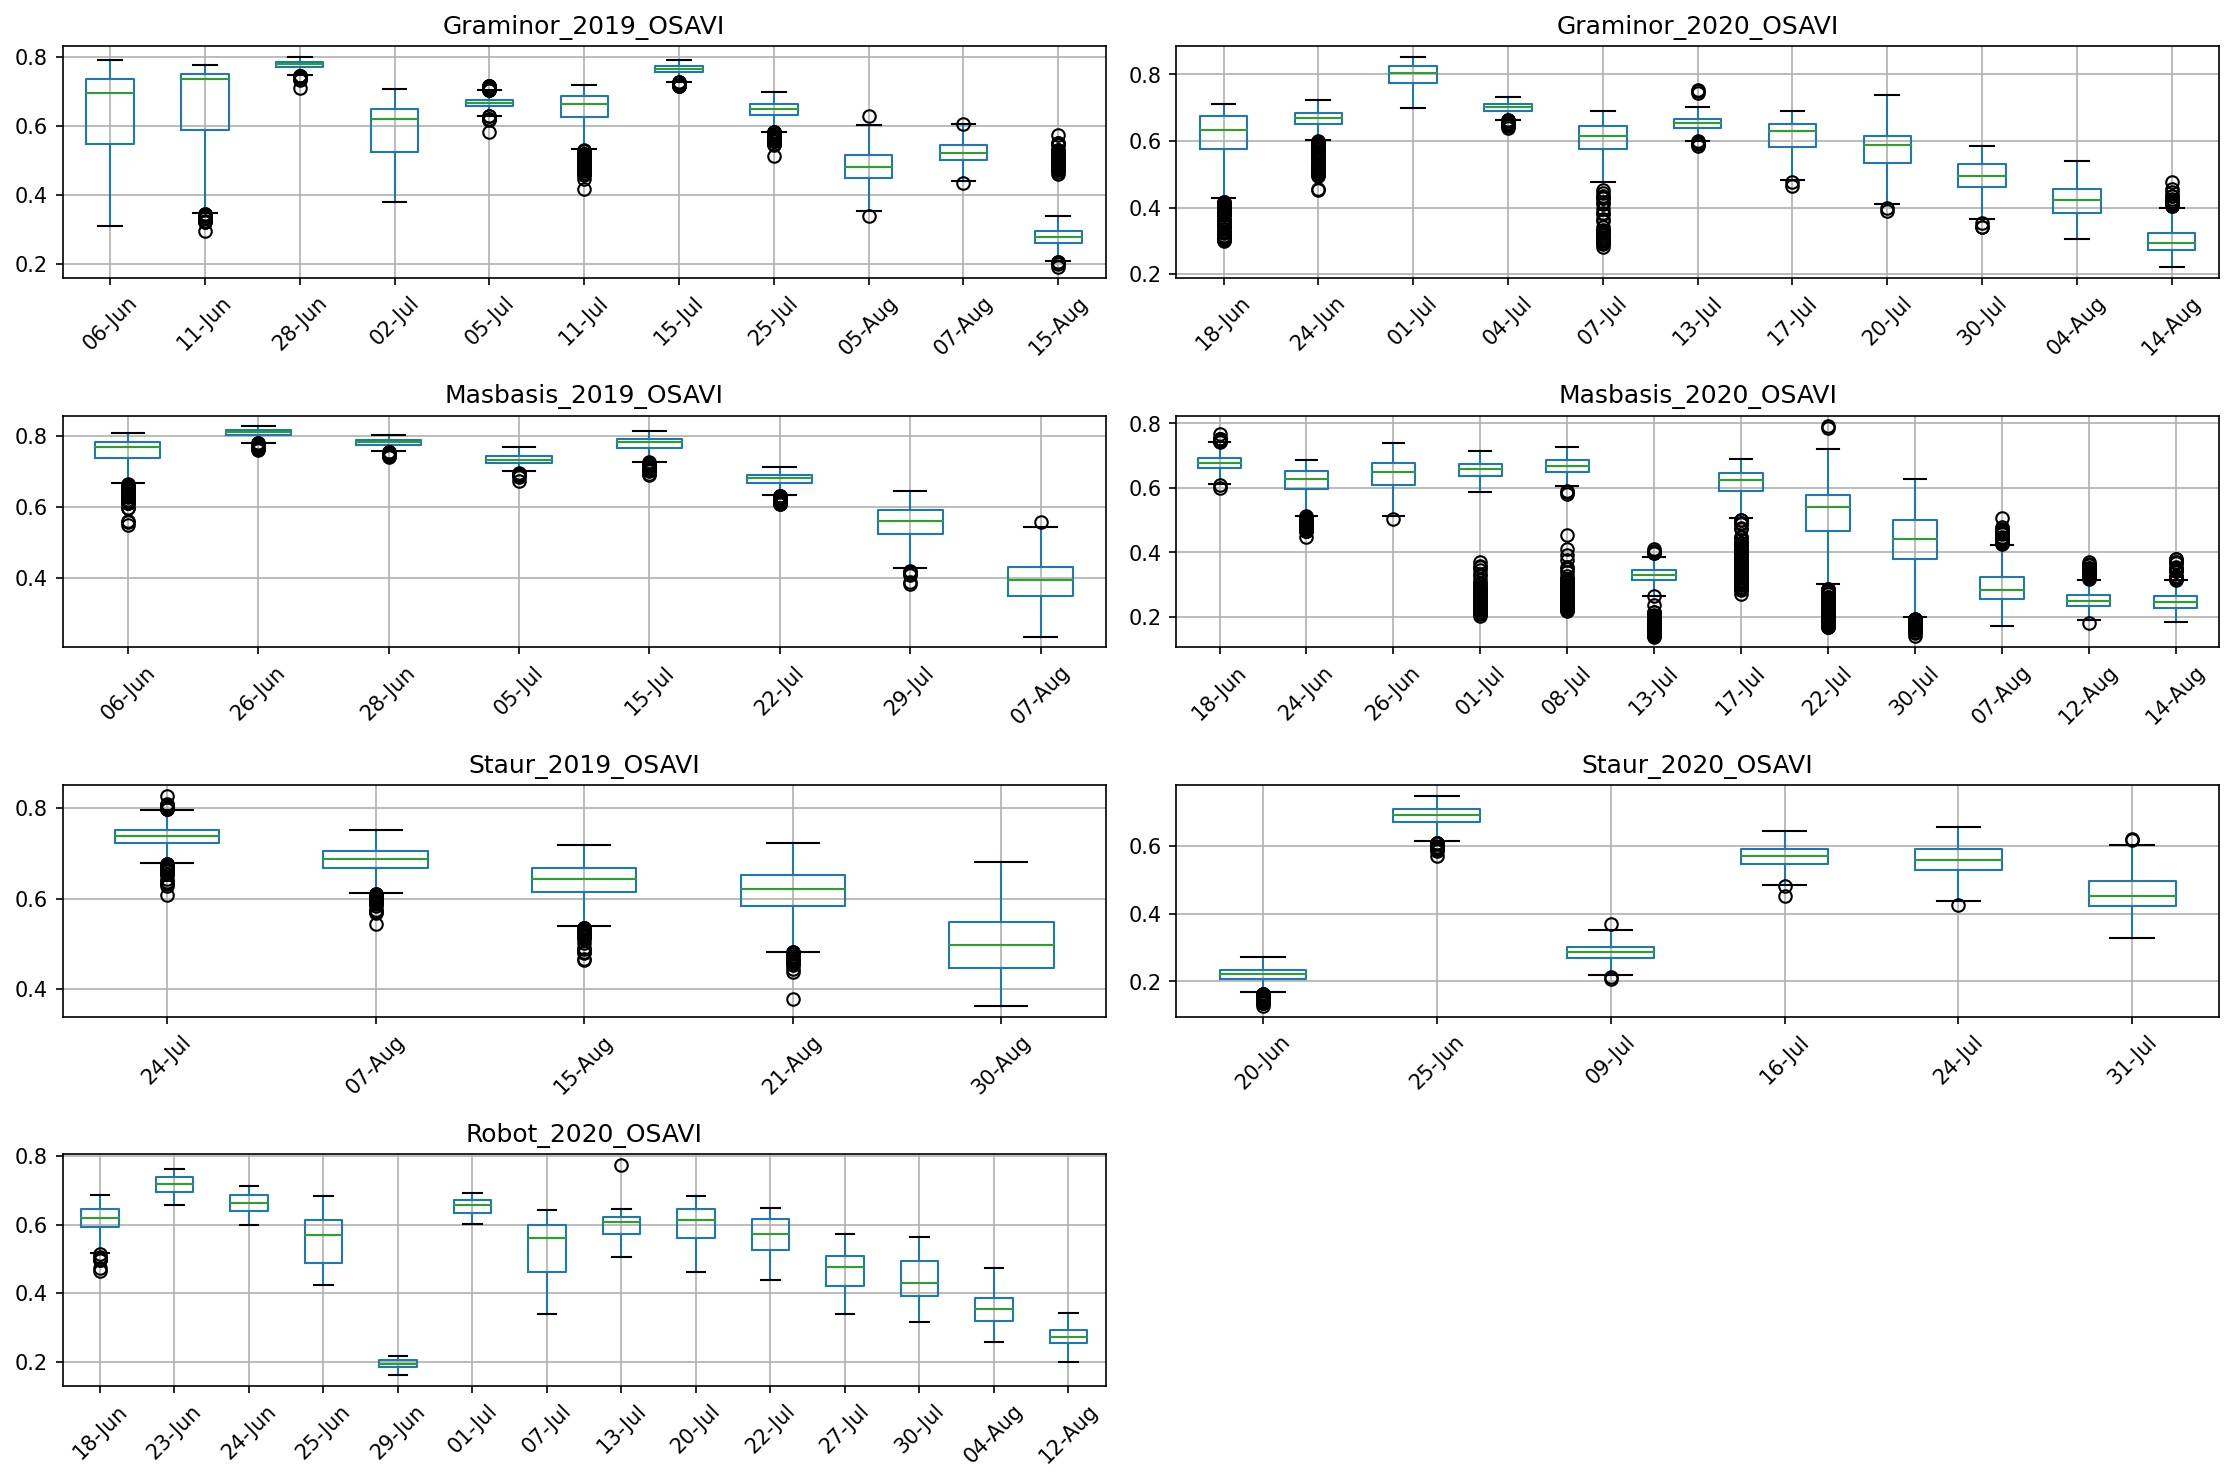 Graminor_2019_OSAVI
0.8
0.6
0.4
0.2
06-Jun 11-Jun 28-Jun 02-Jul 05-Jul 11-Jul 15-Jul 25-Jul 05-Aug 07-Aug 15-Aug
Graminor_2020_OSAVI
0.8
0.6
0.4
0.2
18-Jun 24-Jun 01-Jul 04-Jul 07-Jul 13-Jul 17-Jul 20-Jul 30-Jul 04-Aug 14-Aug
Masbasis_2019_OSAVI
0.8
0.6
0.4
06-Jun 26-Jun 28-Jun 05-Jul 15-Jul 22-Jul 29-Jul 07-Aug
Masbasis_2020_OSAVI
0.8
0.6
0.4
0.2
18-Jun 24-Jun 26-Jun 01-Jul 08-Jul 13-Jul 17-Jul 22-Jul 30-Jul 07-Aug 12-Aug 14-Aug
Staur_2019_OSAVI
0.8
0.6
0.4
24-Jul 07-Aug 15-Aug 21-Aug 30-Aug
Staur_2020_OSAVI
0.6
0.4
0.2
20-Jun 25-Jun 09-Jul 16-Jul 24-Jul 31-Jul
Robot_2020_OSAVI
0.8
0.6
0.4
0.2
18-Jun 23-Jun 24-Jun 25-Jun 29-Jun 01-Jul 07-Jul 13-Jul 20-Jul 22-Jul 27-Jul 30-Jul 04-Aug 12-Aug